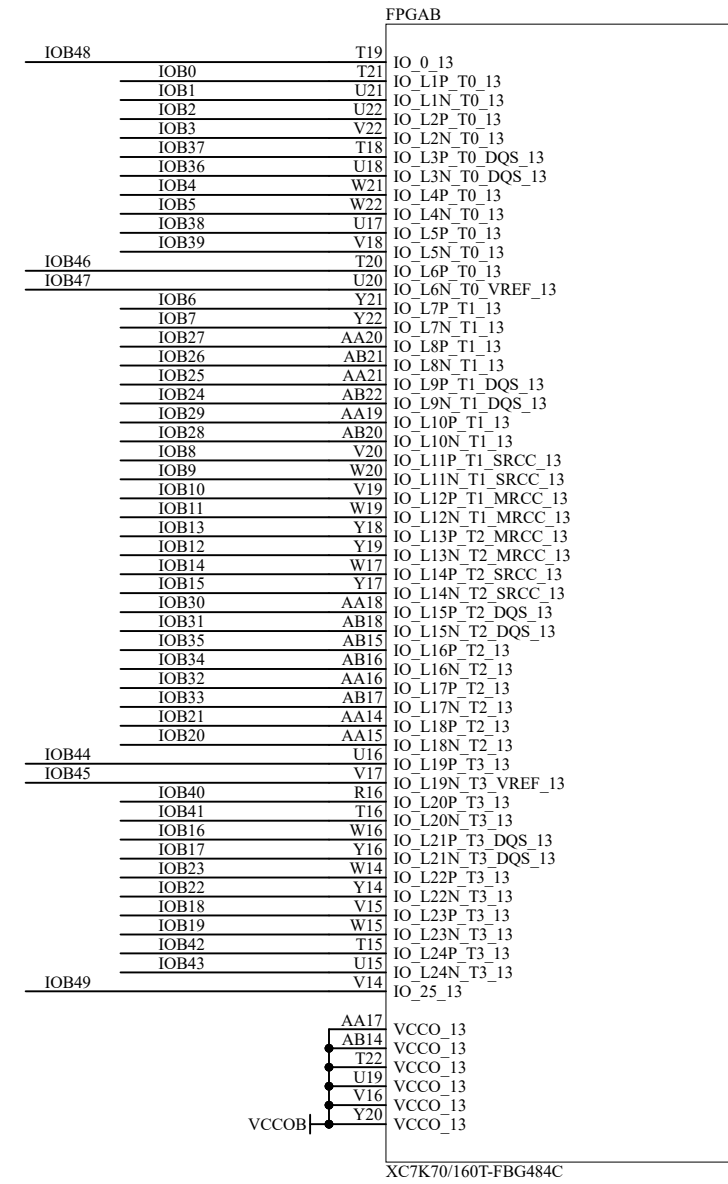 FPGAB
IOB48 T19 IO_0_13
IOB0 T21 IO_L1P_T0_13
IOB1 U21 IO_L1N_T0_13
IOB2 U22 IO_L2P_T0_13
IOB3 V22 IO_L2N_T0_13
IOB37 T18 IO_L3P_T0_DQS_13
IOB36 U18 IO_L3N_T0_DQS_13
IOB4 W21 IO_L4P_T0_13
IOB5 W22 IO_L4N_T0_13
IOB38 U17 IO_L5P_T0_13
IOB39 V18 IO_L5N_T0_13
IOB46 T20 IO_L6P_T0_13
IOB47 U20 IO_L6N_T0_VREF_13
IOB6 Y21 IO_L7P_T1_13
IOB7 Y22 IO_L7N_T1_13
IOB27 AA20 IO_L8P_T1_13
IOB26 AB21 IO_L8N_T1_13
IOB25 AA21 IO_L9P_T1_DQS_13
IOB24 AB22 IO_L9N_T1_DQS_13
IOB29 AA19 IO_L10P_T1_13
IOB28 AB20 IO_L10N_T1_13
IOB8 V20 IO_L11P_T1_SRCC_13
IOB9 W20 IO_L11N_T1_SRCC_13
IOB10 V19 IO_L12P_T1_MRCC_13
IOB11 W19 IO_L12N_T1_MRCC_13
IOB13 Y18 IO_L13P_T2_MRCC_13
IOB12 Y19 IO_L13N_T2_MRCC_13
IOB14 W17 IO_L14P_T2_SRCC_13
IOB15 Y17 IO_L14N_T2_SRCC_13
IOB30 AA18 IO_L15P_T2_DQS_13
IOB31 AB18 IO_L15N_T2_DQS_13
IOB35 AB15 IO_L16P_T2_13
IOB34 AB16 IO_L16N_T2_13
IOB32 AA16 IO_L17P_T2_13
IOB33 AB17 IO_L17N_T2_13
IOB21 AA14 IO_L18P_T2_13
IOB20 AA15 IO_L18N_T2_13
IOB44 U16 IO_L19P_T3_13
IOB45 V17 IO_L19N_T3_VREF_13
IOB40 R16 IO_L20P_T3_13
IOB41 T16 IO_L20N_T3_13
IOB16 W16 IO_L21P_T3_DQS_13
IOB17 Y16 IO_L21N_T3_DQS_13
IOB23 W14 IO_L22P_T3_13
IOB22 Y14 IO_L22N_T3_13
IOB18 V15 IO_L23P_T3_13
IOB19 W15 IO_L23N_T3_13
IOB42 T15 IO_L24P_T3_13
IOB43 U15 IO_L24N_T3_13
IOB49 V14 IO_25_13
AA17 VCCO_13
AB14 VCCO_13
T22 VCCO_13
U19 VCCO_13
V16 VCCO_13
VCCOB Y20 VCCO_13
XC7K70/160T-FBG484C